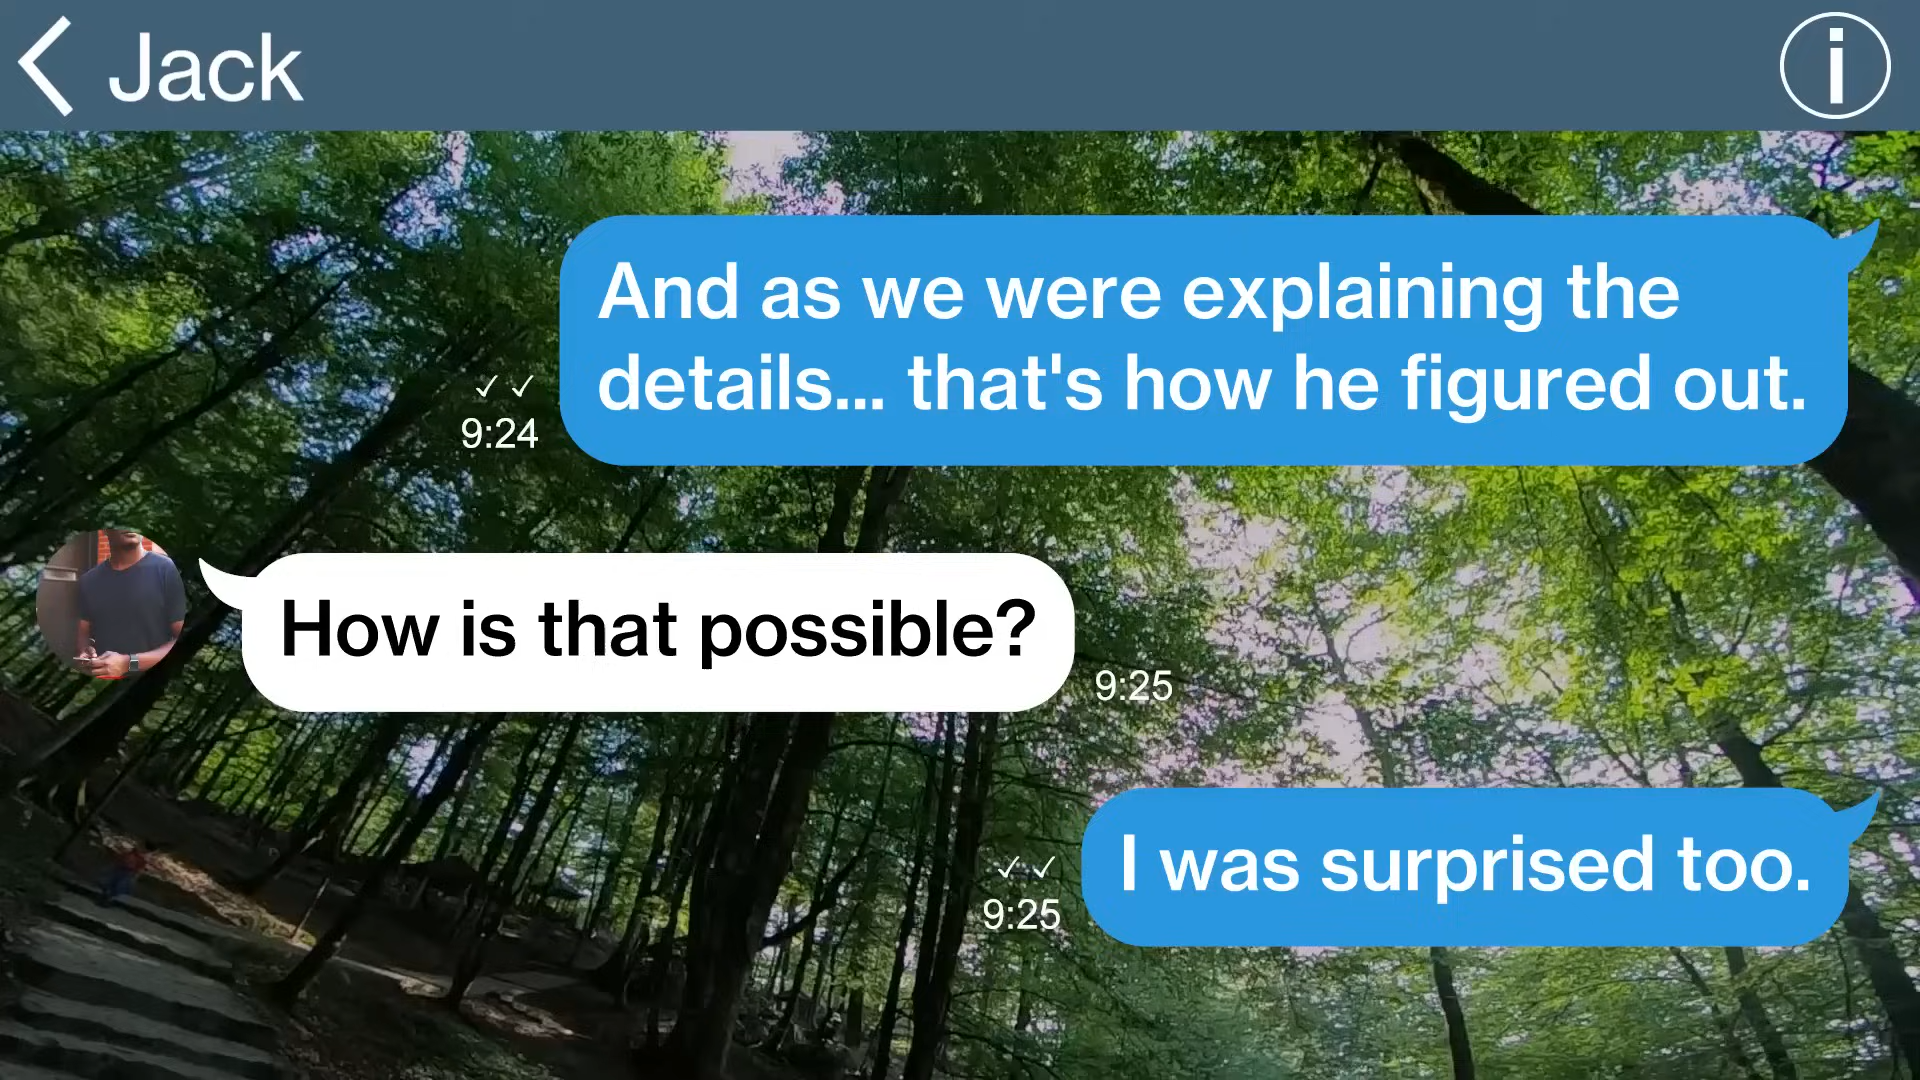 Jack
i
And as we were explaining the
details... that's how he figured out.
✓✓
9:24
How is that possible?
9:25
I was surprised too.
✓✓
9:25